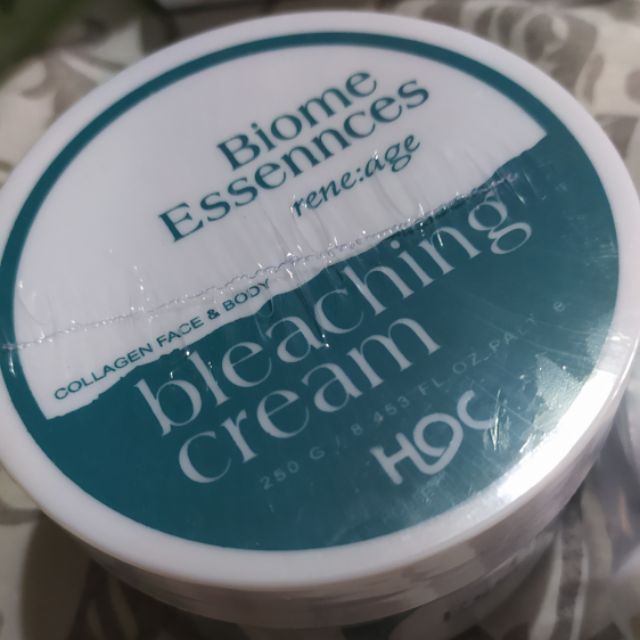 Biome
Essennces
rene:age
COLLAGEN FACE & BODY
bleaching
cream
250 G / 8.453 FL.OZ.
HOC